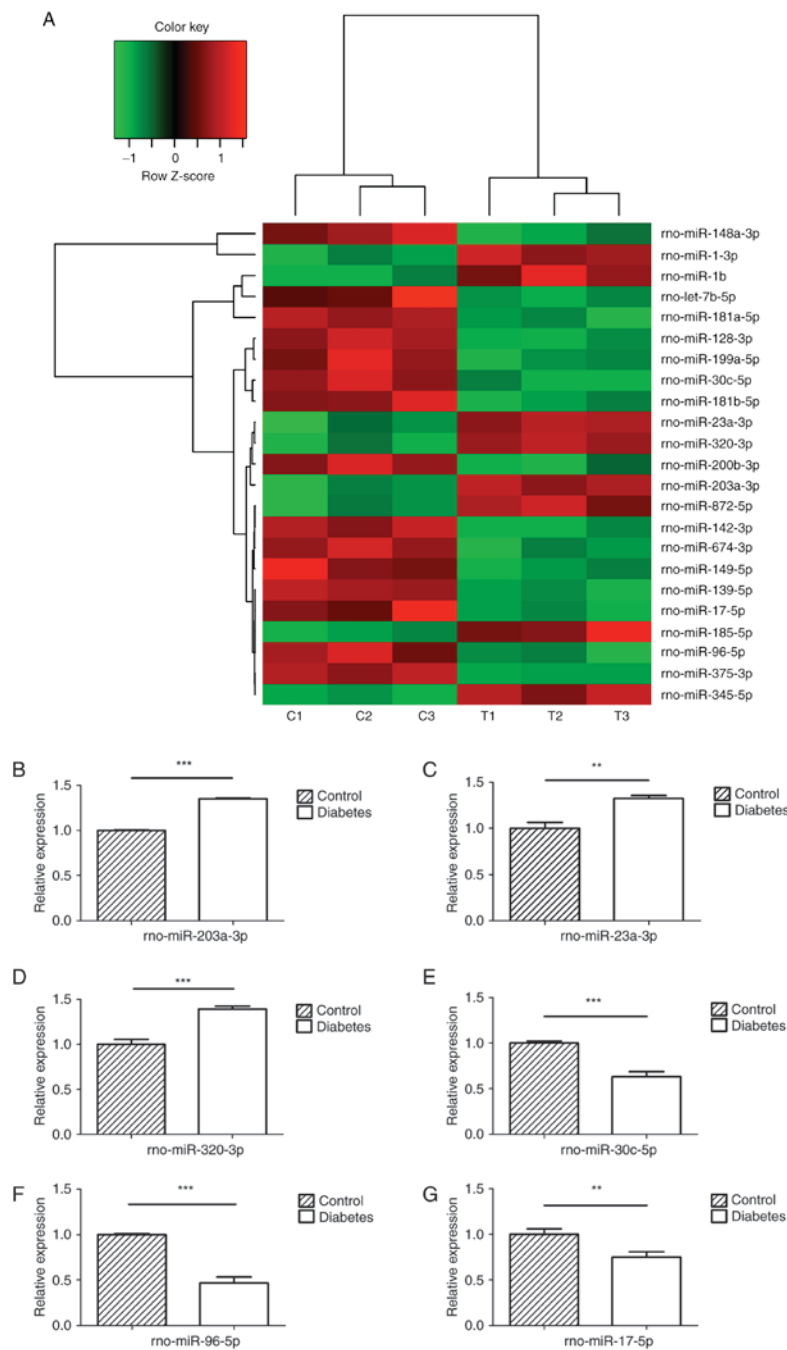 A
Color key
−1 0 1
Row Z-score
rno-miR-148a-3p
rno-miR-1-3p
rno-miR-1b
rno-let-7b-5p
rno-miR-181a-5p
rno-miR-128-3p
rno-miR-199a-5p
rno-miR-30c-5p
rno-miR-181b-5p
rno-miR-23a-3p
rno-miR-320-3p
rno-miR-200b-3p
rno-miR-203a-3p
rno-miR-872-5p
rno-miR-142-3p
rno-miR-674-3p
rno-miR-149-5p
rno-miR-139-5p
rno-miR-17-5p
rno-miR-185-5p
rno-miR-96-5p
rno-miR-375-3p
rno-miR-345-5p
C1 C2 C3 T1 T2 T3
B
Relative expression
1.5
1.0
0.5
0.0
***
Control
Diabetes
rno-miR-203a-3p
C
Relative expression
1.5
1.0
0.5
0.0
**
Control
Diabetes
rno-miR-23a-3p
D
Relative expression
1.5
1.0
0.5
0.0
***
Control
Diabetes
rno-miR-320-3p
E
Relative expression
1.5
1.0
0.5
0.0
***
Control
Diabetes
rno-miR-30c-5p
F
Relative expression
1.5
1.0
0.5
0.0
***
Control
Diabetes
rno-miR-96-5p
G
Relative expression
1.5
1.0
0.5
0.0
**
Control
Diabetes
rno-miR-17-5p